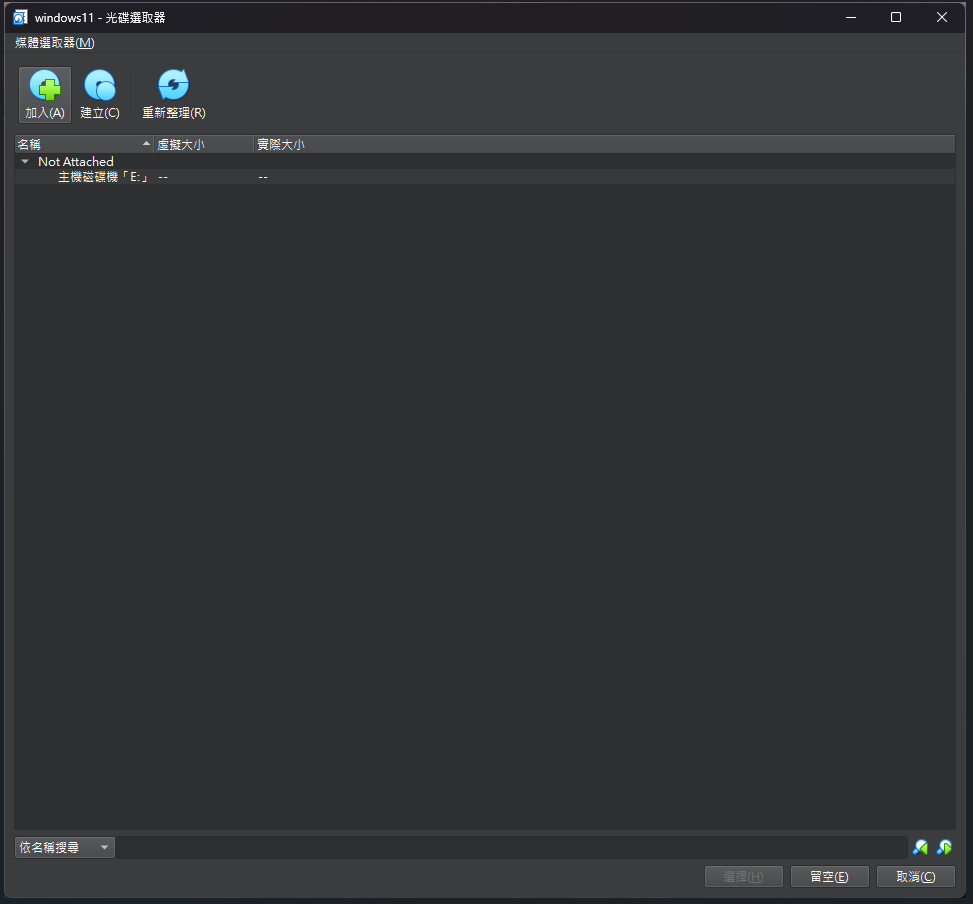 windows11 - 光碟選取器
媒體選取器(M)
加入(A) 建立(C) 重新整理(R)
名稱 虛擬大小 實際大小
Not Attached
主機磁碟機「E:」 -- --
依名稱搜尋
選擇(H) 留空(E) 取消(C)